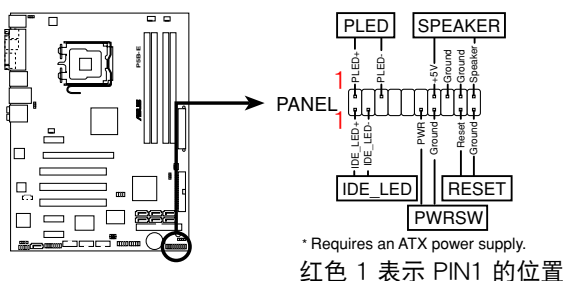 PLED SPEAKER
PLED+
PLED-
+5V
Ground
Ground
Speaker
1
PANEL
1
IDE_LED+
IDE_LED-
PWR
Ground
Reset
Ground
IDE_LED RESET
PWRSW
P5B-E
ASUS
* Requires an ATX power supply.
红色 1 表示 PIN1 的位置